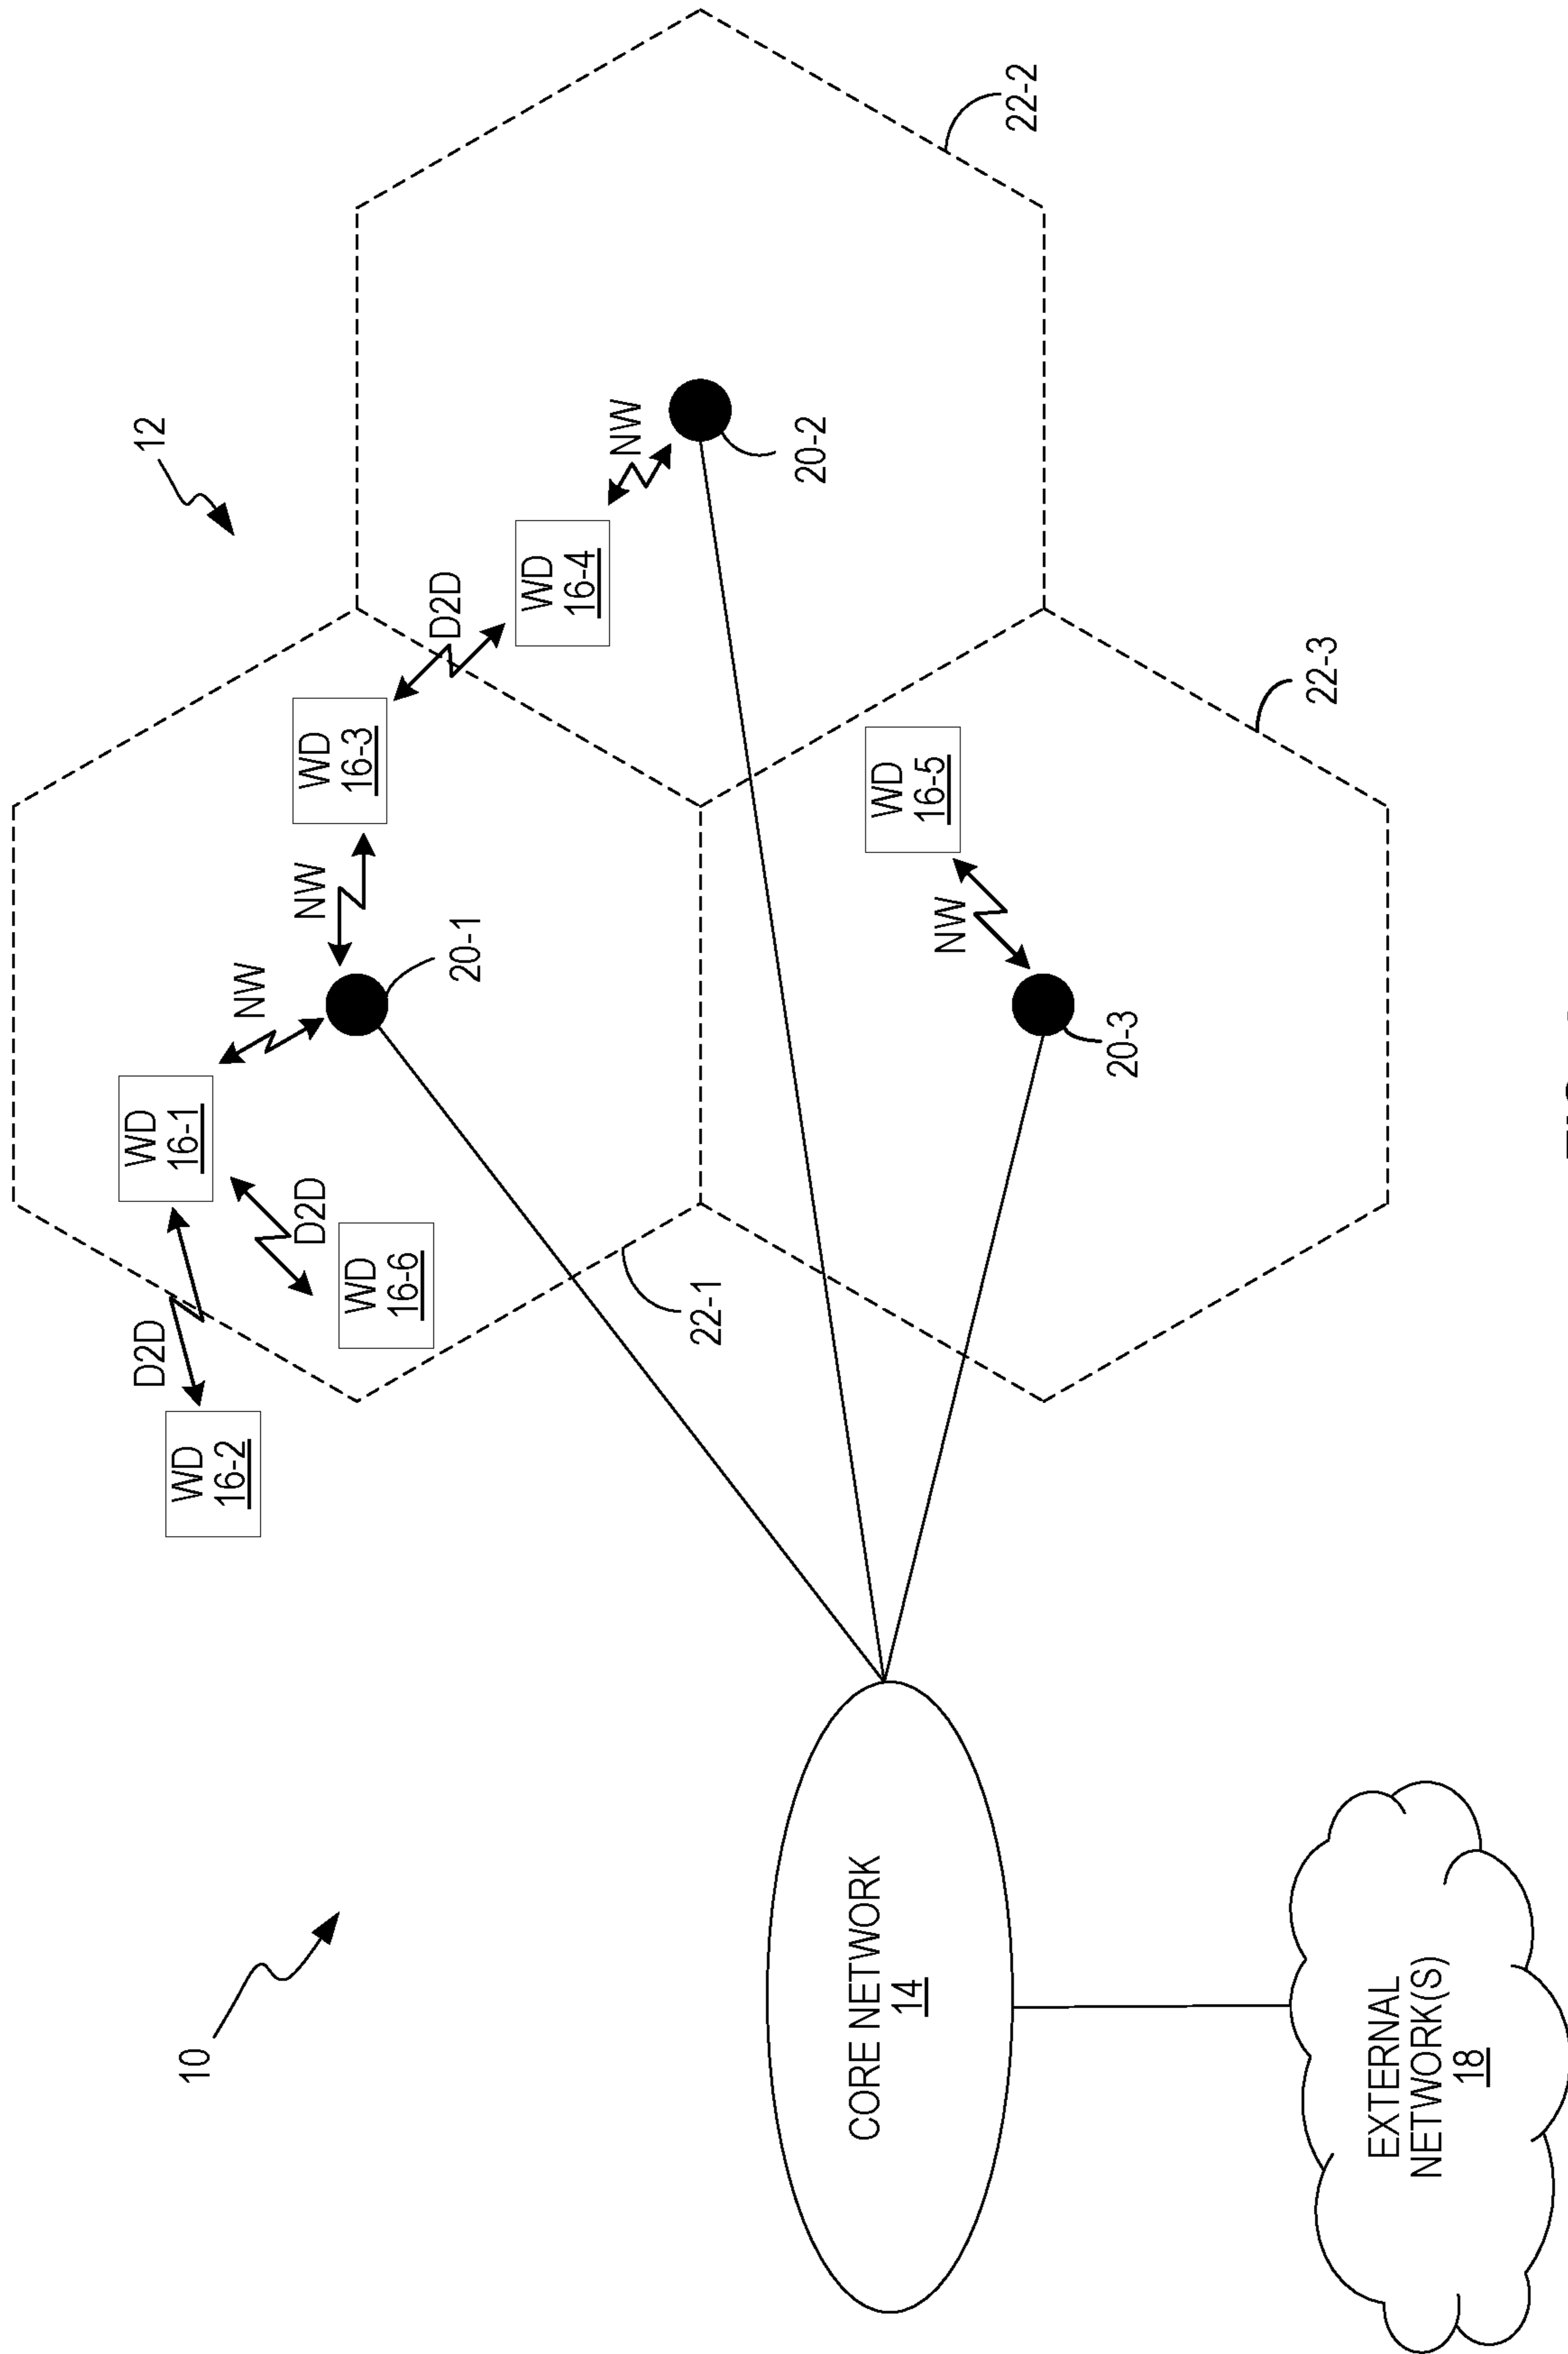 12
D2D
WD
16-1
WD
16-2
10
NW
D2D
NW
WD
16-3
WD
16-6
D2D
20-1
WD
16-4
NW
22-1
20-2
CORE NETWORK
14
WD
16-5
NW
22-2
20-3
22-3
EXTERNAL
NETWORK(S)
18